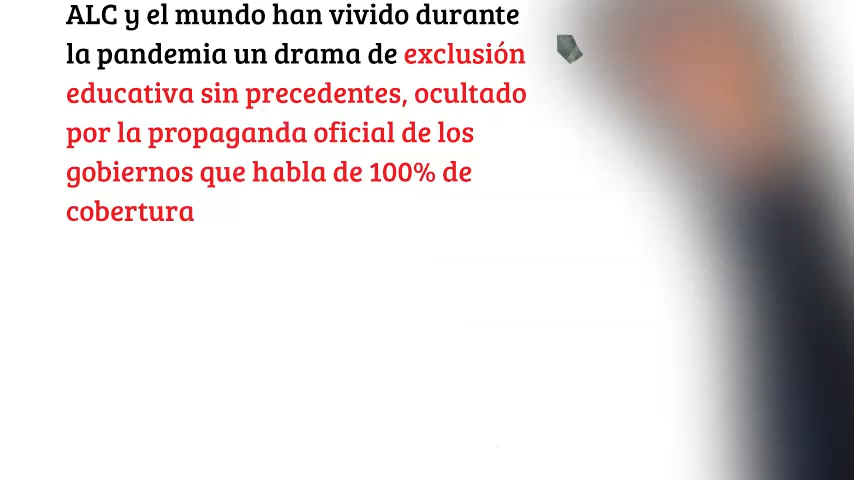 ALC y el mundo han vivido durante
la pandemia un drama de exclusión
educativa sin precedentes, ocultado
por la propaganda oficial de los
gobiernos que habla de 100% de
cobertura